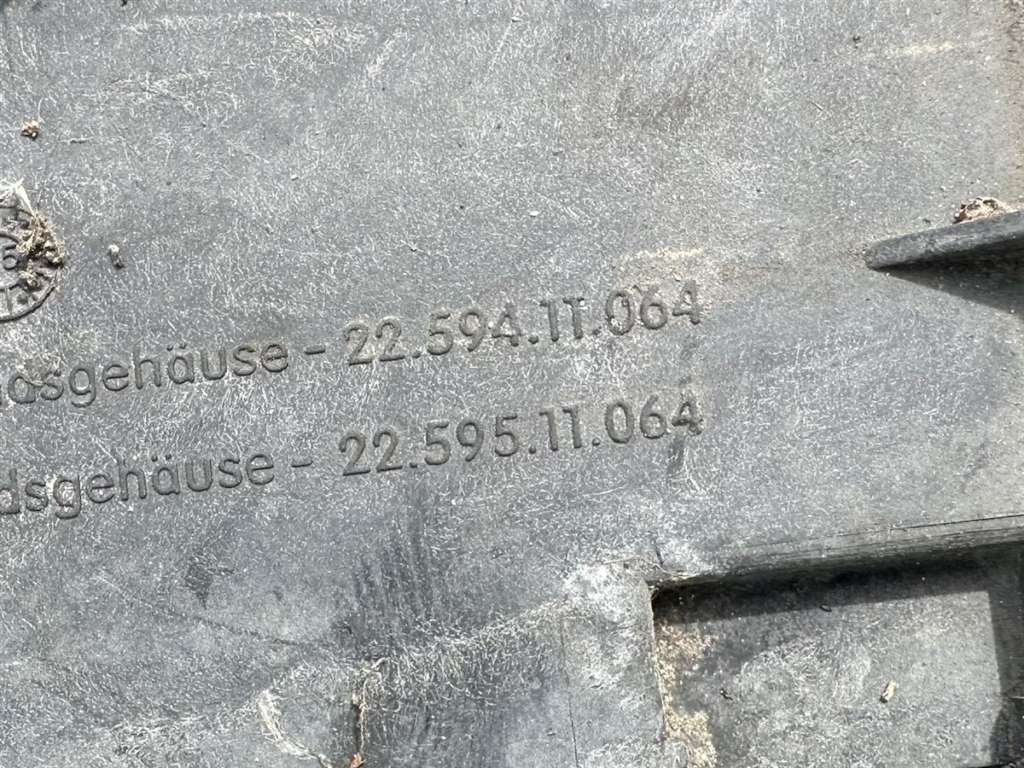 dsgehäuse - 22.594.11.064
dsgehäuse - 22.595.11.064